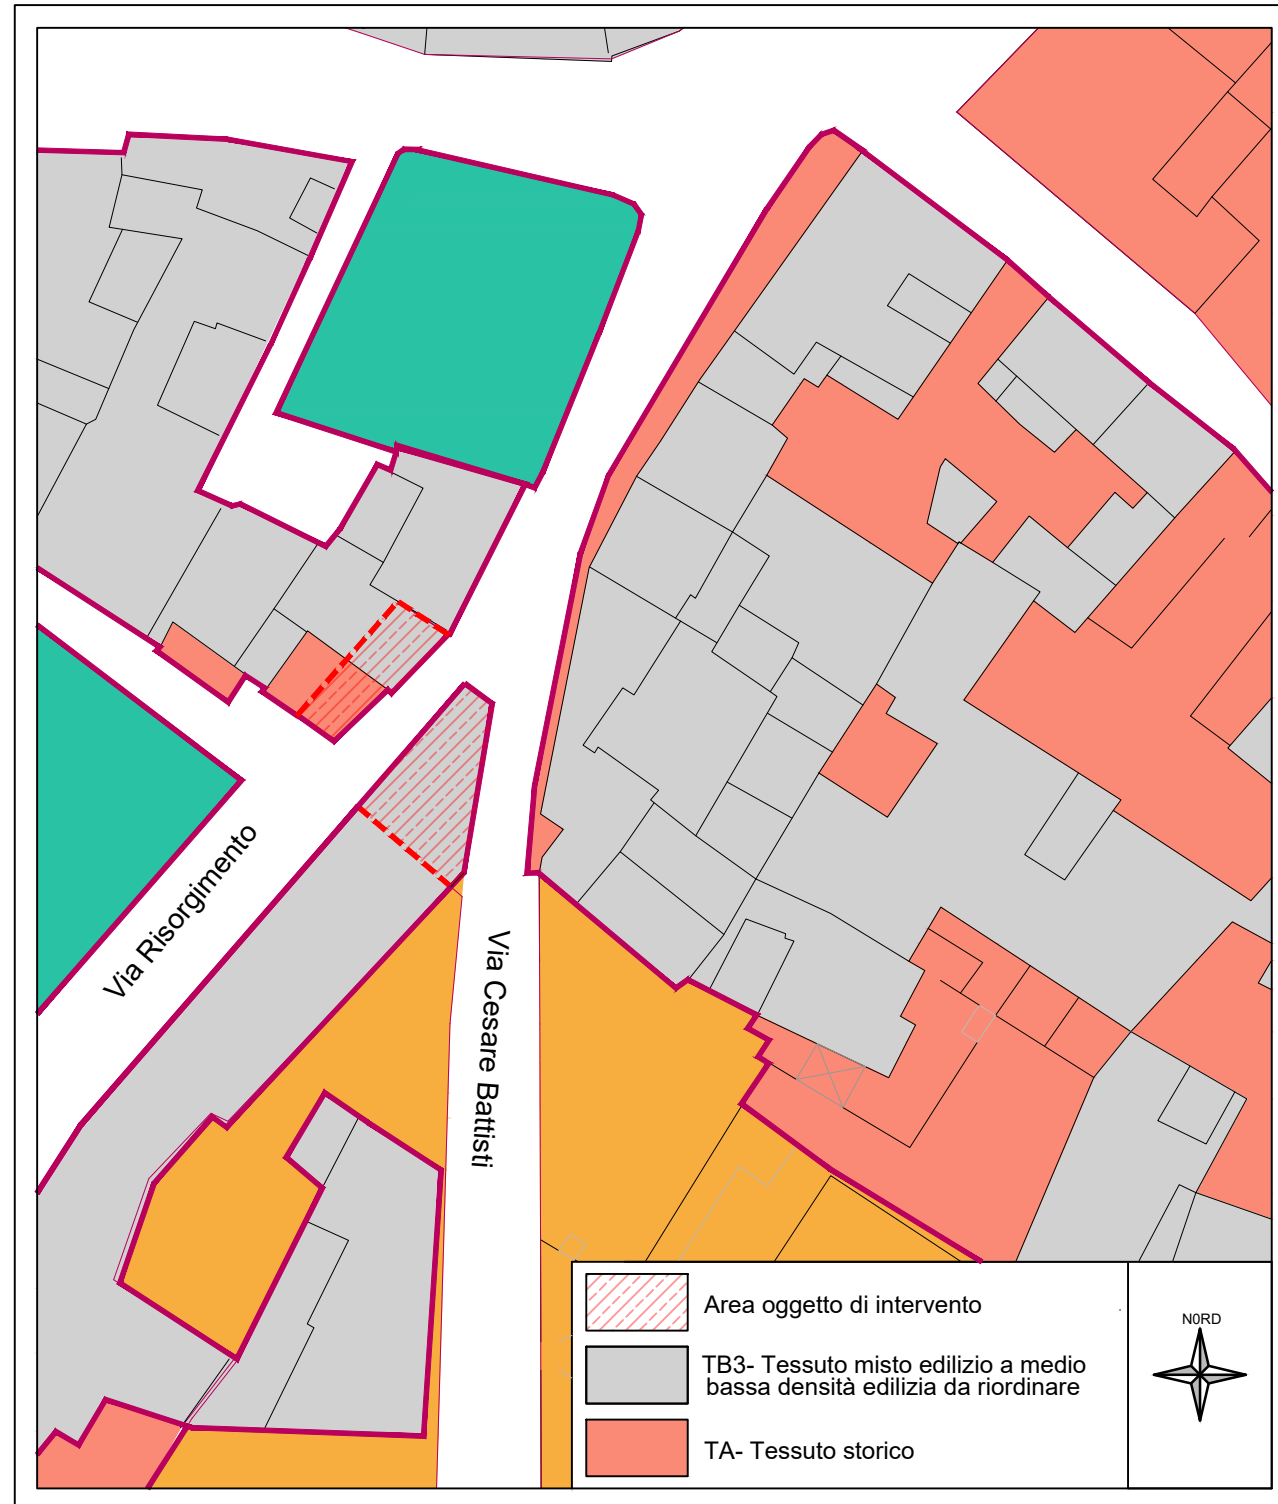 Via Risorgimento
Via Cesare Battisti
Area oggetto di intervento
TB3- Tessuto misto edilizio a medio
bassa densità edilizia da riordinare
TA- Tessuto storico
N0RD